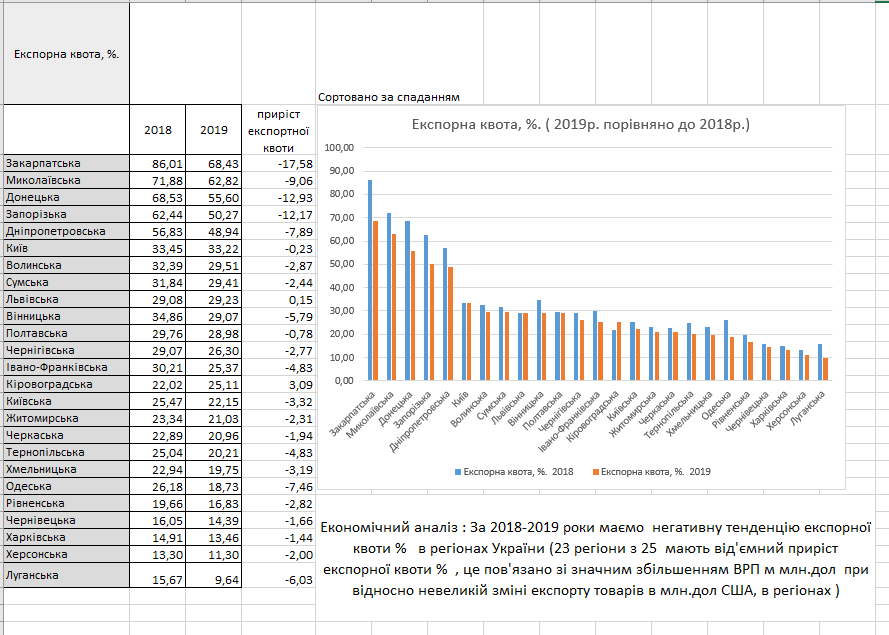 Експорна квота, %.
Сортовано за спаданням
2018 2019 приріст експортної квоти
Закарпатська 86,01 68,43 -17,58
Миколаївська 71,88 62,82 -9,06
Донецька 68,53 55,60 -12,93
Запорізька 62,44 50,27 -12,17
Дніпропетровська 56,83 48,94 -7,89
Київ 33,45 33,22 -0,23
Волинська 32,39 29,51 -2,87
Сумська 31,84 29,41 -2,44
Львівська 29,08 29,23 0,15
Вінницька 34,86 29,07 -5,79
Полтавська 29,76 28,98 -0,78
Чернігівська 29,07 26,30 -2,77
Івано-Франківська 30,21 25,37 -4,83
Кіровоградська 22,02 25,11 3,09
Київська 25,47 22,15 -3,32
Житомирська 23,34 21,03 -2,31
Черкаська 22,89 20,96 -1,94
Тернопільська 25,04 20,21 -4,83
Хмельницька 22,94 19,75 -3,19
Одеська 26,18 18,73 -7,46
Рівненська 19,66 16,83 -2,82
Чернівецька 16,05 14,39 -1,66
Харківська 14,91 13,46 -1,44
Херсонська 13,30 11,30 -2,00
Луганська 15,67 9,64 -6,03
Експорна квота, %. ( 2019р. порівняно до 2018р.)
100,00
90,00
80,00
70,00
60,00
50,00
40,00
30,00
20,00
10,00
0,00
Закарпатська
Миколаївська
Донецька
Запорізька
Дніпропетровська
Київ
Волинська
Сумська
Львівська
Вінницька
Полтавська
Чернігівська
Івано-Франківська
Кіровоградська
Київська
Житомирська
Черкаська
Тернопільська
Хмельницька
Одеська
Рівненська
Чернівецька
Харківська
Херсонська
Луганська
Експорна квота, %. 2018 Експорна квота, %. 2019
Економічний аналіз : За 2018-2019 роки маємо негативну тенденцію експорної
квоти % в регіонах України (23 регіони з 25 мають від'ємний приріст
експорної квоти % , це пов'язано зі значним збільшенням ВРП м млн.дол при
відносно невеликій зміні експорту товарів в млн.дол США, в регіонах )